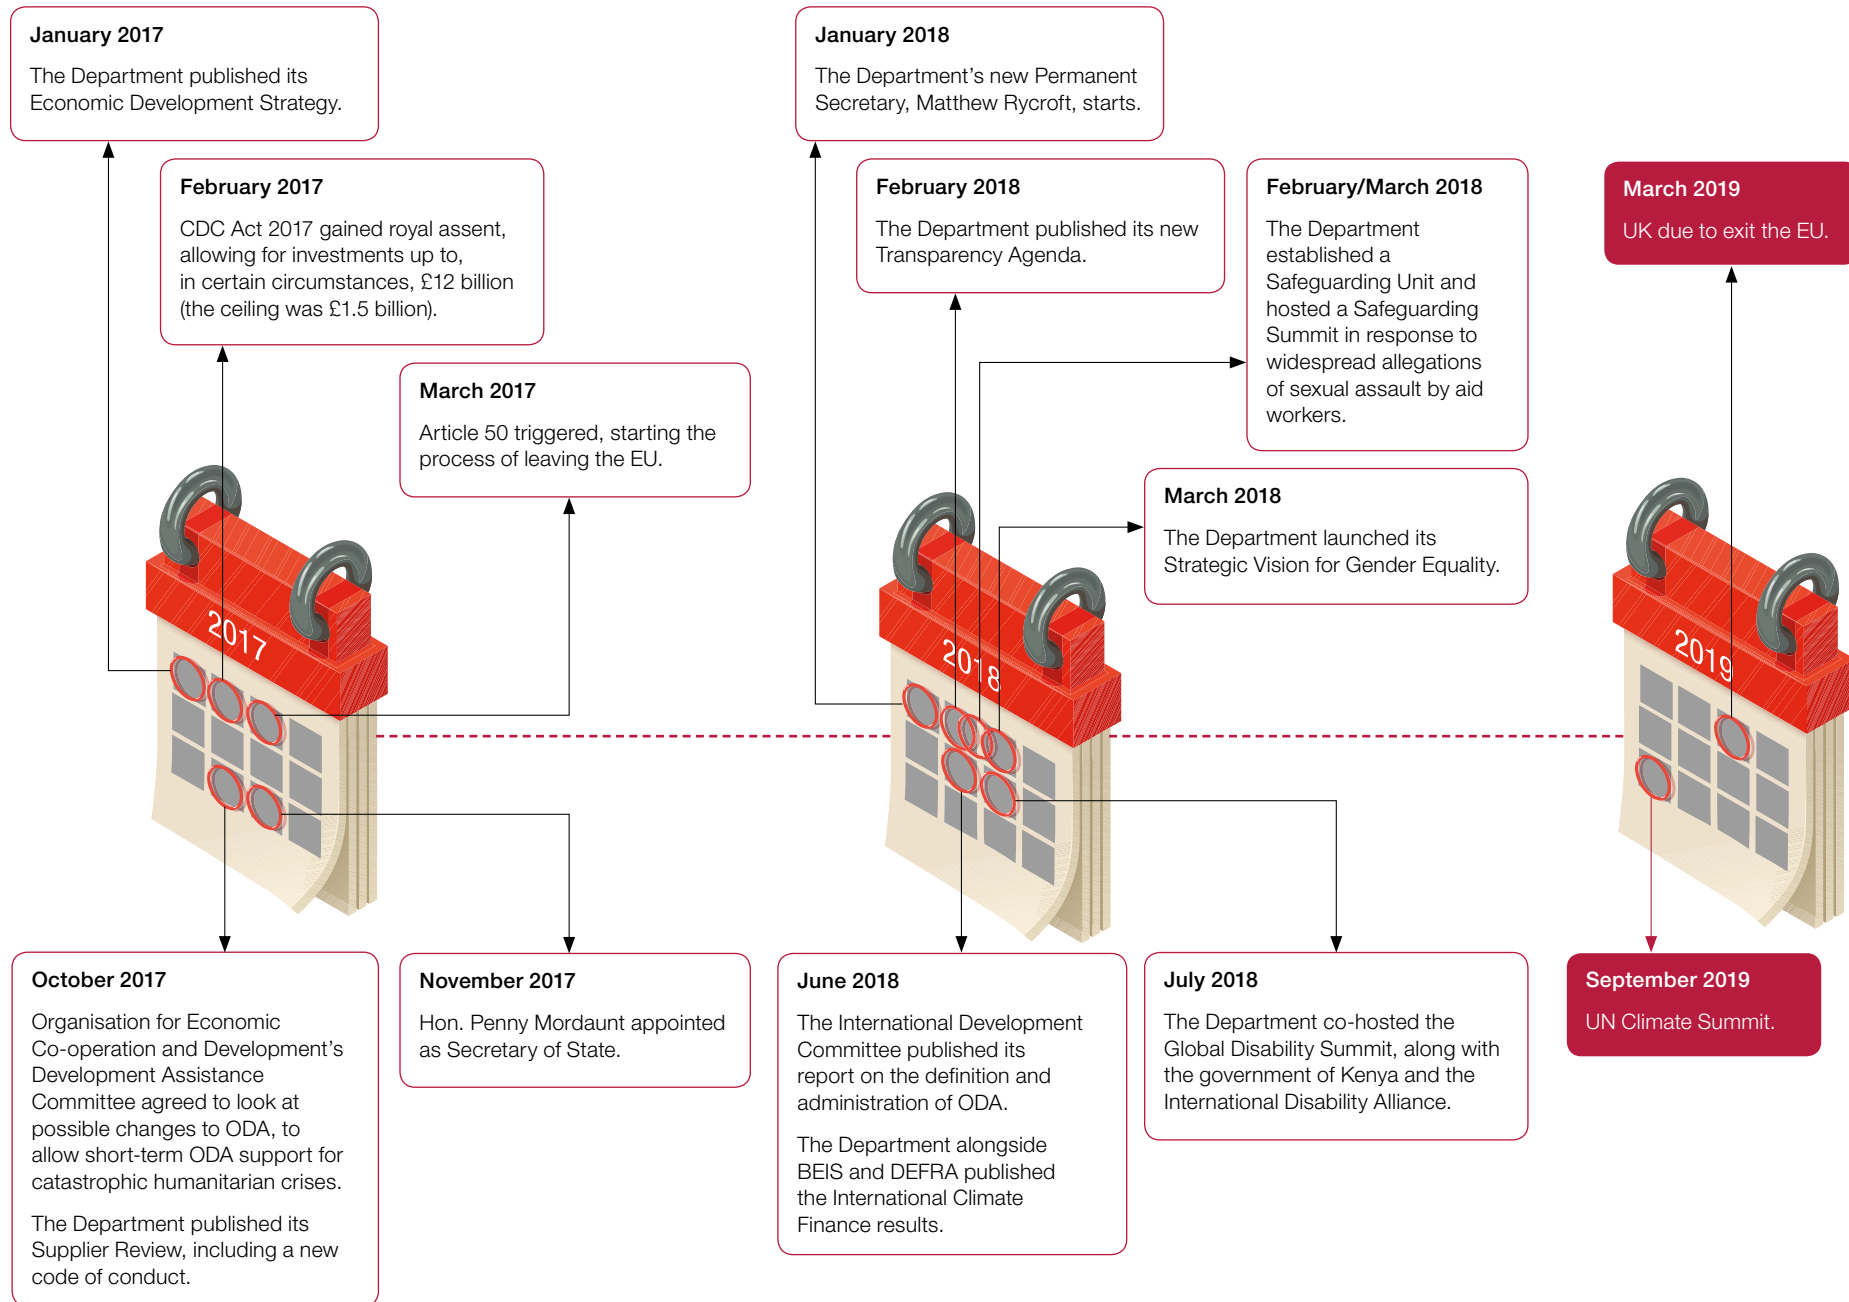 January 2017
The Department published its
Economic Development Strategy.
February 2017
CDC Act 2017 gained royal assent,
allowing for investments up to,
in certain circumstances, £12 billion
(the ceiling was £1.5 billion).
March 2017
Article 50 triggered, starting the
process of leaving the EU.
January 2018
The Department's new Permanent
Secretary, Matthew Rycroft, starts.
February 2018
The Department published its new
Transparency Agenda.
February/March 2018
The Department
established a
Safeguarding Unit and
hosted a Safeguarding
Summit in response to
widespread allegations
of sexual assault by aid
workers.
March 2018
The Department launched its
Strategic Vision for Gender Equality.
March 2019
UK due to exit the EU.
2017
2018
2019
October 2017
Organisation for Economic
Co-operation and Development's
Development Assistance
Committee agreed to look at
possible changes to ODA, to
allow short-term ODA support for
catastrophic humanitarian crises.
The Department published its
Supplier Review, including a new
code of conduct.
November 2017
Hon. Penny Mordaunt appointed
as Secretary of State.
June 2018
The International Development
Committee published its
report on the definition and
administration of ODA.
The Department alongside
BEIS and DEFRA published
the International Climate
Finance results.
July 2018
The Department co-hosted the
Global Disability Summit, along with
the government of Kenya and the
International Disability Alliance.
September 2019
UN Climate Summit.